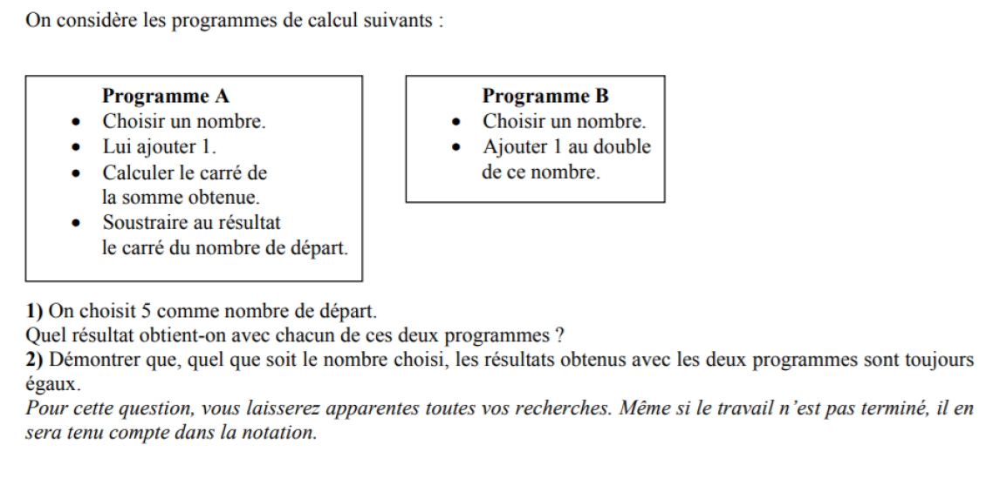 On considère les programmes de calcul suivants :
Programme A
• Choisir un nombre.
• Lui ajouter 1.
• Calculer le carré de
la somme obtenue.
• Soustraire au résultat
le carré du nombre de départ.
Programme B
• Choisir un nombre.
• Ajouter 1 au double
de ce nombre.
1) On choisit 5 comme nombre de départ.
Quel résultat obtient-on avec chacun de ces deux programmes ?
2) Démontrer que, quel que soit le nombre choisi, les résultats obtenus avec les deux programmes sont toujours
égaux.
Pour cette question, vous laisserez apparentes toutes vos recherches. Même si le travail n’est pas terminé, il en
sera tenu compte dans la notation.